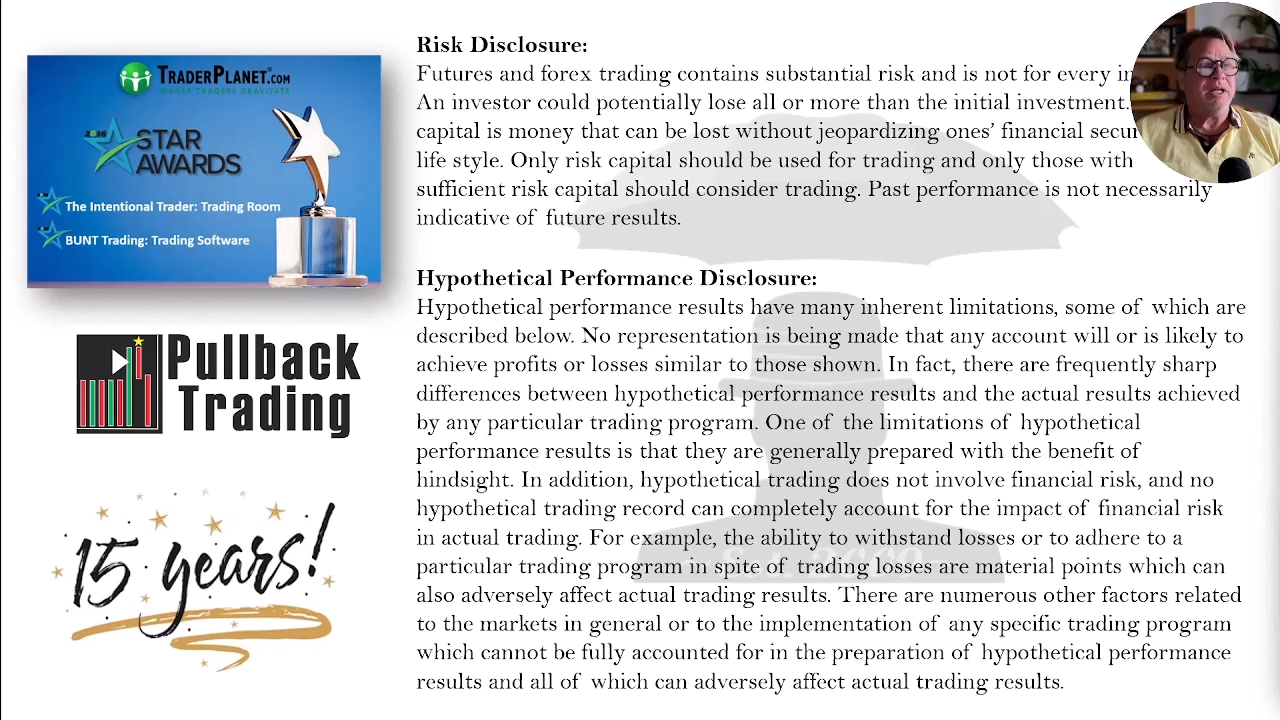 TRADERPLANET.COM
WHERE TRADERS GRAVITATE
2016 STAR
AWARDS
The Intentional Trader: Trading Room
BUNT Trading: Trading Software
Pullback
Trading
15 years!
Risk Disclosure:
Futures and forex trading contains substantial risk and is not for every
An investor could potentially lose all or more than the initial investment.
capital is money that can be lost without jeopardizing ones’ financial
life style. Only risk capital should be used for trading and only those with
sufficient risk capital should consider trading. Past performance is not necessarily
indicative of future results.
Hypothetical Performance Disclosure:
Hypothetical performance results have many inherent limitations, some of which are
described below. No representation is being made that any account will or is likely to
achieve profits or losses similar to those shown. In fact, there are frequently sharp
differences between hypothetical performance results and the actual results achieved
by any particular trading program. One of the limitations of hypothetical
performance results is that they are generally prepared with the benefit of
hindsight. In addition, hypothetical trading does not involve financial risk, and no
hypothetical trading record can completely account for the impact of financial risk
in actual trading. For example, the ability to withstand losses or to adhere to a
particular trading program in spite of trading losses are material points which can
also adversely affect actual trading results. There are numerous other factors related
to the markets in general or to the implementation of any specific trading program
which cannot be fully accounted for in the preparation of hypothetical performance
results and all of which can adversely affect actual trading results.
Est. 2009